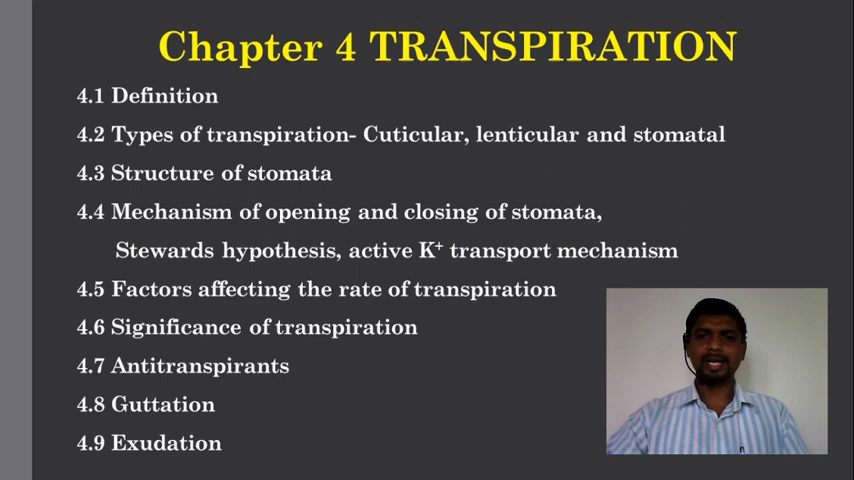 Chapter 4 TRANSPIRATION
4.1 Definition
4.2 Types of transpiration- Cuticular, lenticular and stomatal
4.3 Structure of stomata
4.4 Mechanism of opening and closing of stomata,
Stewards hypothesis, active K⁺ transport mechanism
4.5 Factors affecting the rate of transpiration
4.6 Significance of transpiration
4.7 Antitranspirants
4.8 Guttation
4.9 Exudation